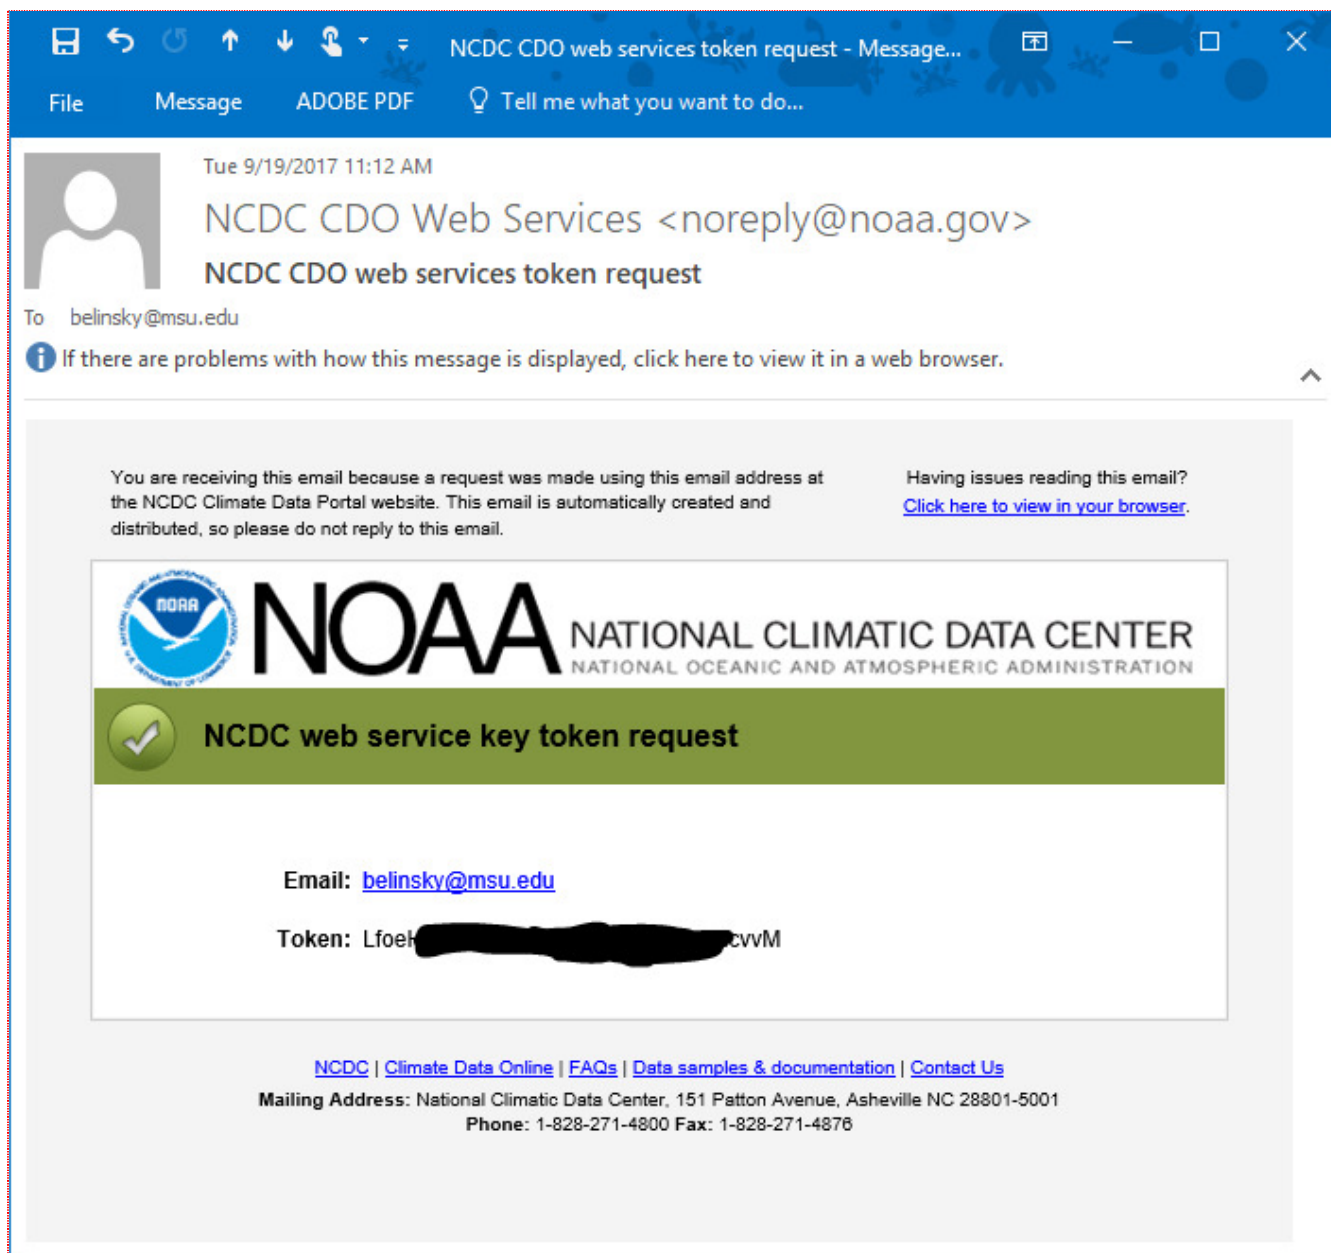 NCDC CDO web services token request - Message...
File Message ADOBE PDF Tell me what you want to do...
Tue 9/19/2017 11:12 AM
NCDC CDO Web Services <noreply@noaa.gov>
NCDC CDO web services token request
To belinsky@msu.edu
If there are problems with how this message is displayed, click here to view it in a web browser.
You are receiving this email because a request was made using this email address at
the NCDC Climate Data Portal website. This email is automatically created and
distributed, so please do not reply to this email.
Having issues reading this email?
Click here to view in your browser.
NOAA
NOAA NATIONAL CLIMATIC DATA CENTER
NATIONAL OCEANIC AND ATMOSPHERIC ADMINISTRATION
NCDC web service key token request
Email: belinsky@msu.edu
Token: Lfoe cvvM
NCDC | Climate Data Online | FAQs | Data samples & documentation | Contact Us
Mailing Address: National Climatic Data Center, 151 Patton Avenue, Asheville NC 28801-5001
Phone: 1-828-271-4800 Fax: 1-828-271-4876